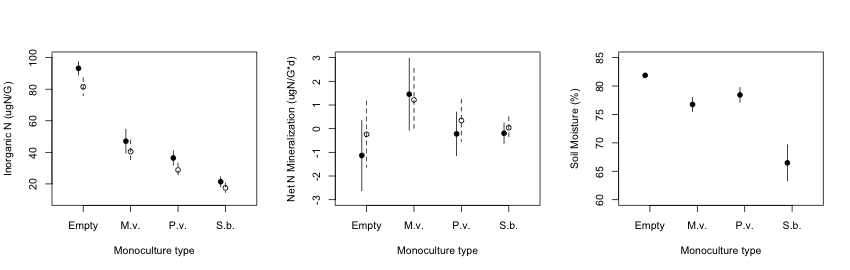 Inorganic N (ugN/G)
100
80
60
40
20
Empty M.v. P.v. S.b.
Monoculture type
Net N Mineralization (ugN/G*d)
3
2
1
0
-1
-2
-3
Empty M.v. P.v. S.b.
Monoculture type
Soil Moisture (%)
85
80
75
70
65
60
Empty M.v. P.v. S.b.
Monoculture type